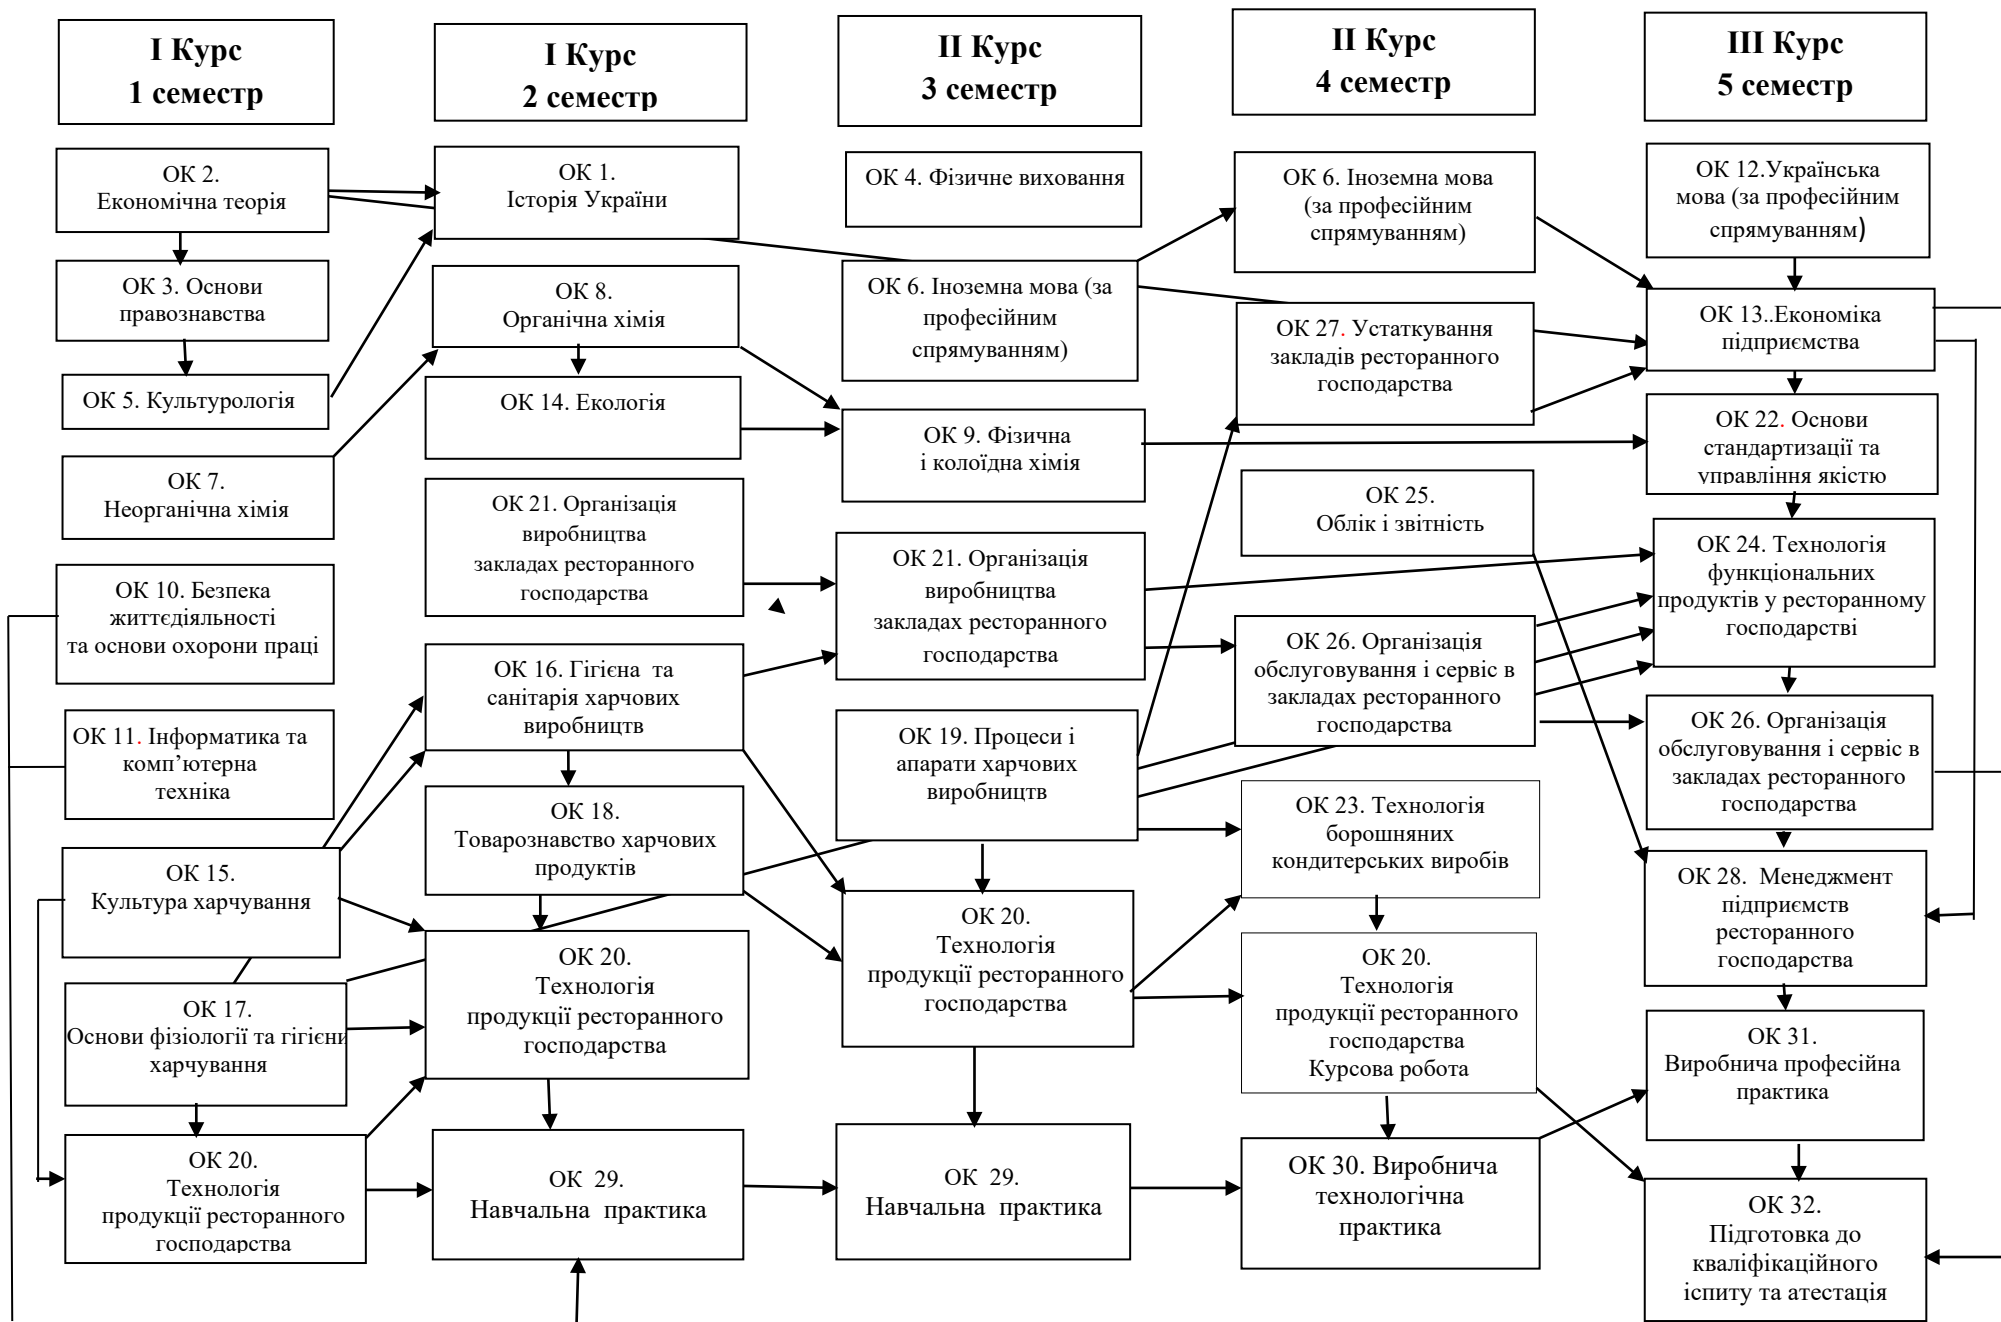 І Курс
1 семестр
І Курс
2 семестр
ІІ Курс
3 семестр
ІІ Курс
4 семестр
ІІІ Курс
5 семестр
ОК 2.
Економічна теорія
ОК 3. Основи
правознавства
ОК 5. Культурологія
ОК 7.
Неорганічна хімія
ОК 10. Безпека
життєдіяльності
та основи охорони праці
ОК 11. Інформатика та
комп’ютерна
техніка
ОК 15.
Культура харчування
ОК 17.
Основи фізіології та гігієни
харчування
ОК 20.
Технологія
продукції ресторанного
господарства
ОК 1.
Історія України
ОК 8.
Органічна хімія
ОК 14. Екологія
ОК 21. Організація
виробництва
закладах ресторанного
господарства
ОК 16. Гігієна та
санітарія харчових
виробництв
ОК 18.
Товарознавство харчових
продуктів
ОК 20.
Технологія
продукції ресторанного
господарства
ОК 29.
Навчальна практика
ОК 4. Фізичне виховання
ОК 6. Іноземна мова (за
професійним
спрямуванням)
ОК 9. Фізична
і колоїдна хімія
ОК 21. Організація
виробництва
закладах ресторанного
господарства
ОК 19. Процеси і
апарати харчових
виробництв
ОК 20.
Технологія
продукції ресторанного
господарства
ОК 29.
Навчальна практика
ОК 6. Іноземна мова
(за професійним
спрямуванням)
ОК 27. Устаткування
закладів ресторанного
господарства
ОК 25.
Облік і звітність
ОК 26. Організація
обслуговування і сервіс в
закладах ресторанного
господарства
ОК 23. Технологія
борошняних
кондитерських виробів
ОК 20.
Технологія
продукції ресторанного
господарства
Курсова робота
ОК 30. Виробнича
технологічна
практика
ОК 12.Українська
мова (за професійним
спрямуванням)
ОК 13..Економіка
підприємства
ОК 22. Основи
стандартизації та
управління якістю
ОК 24. Технологія
функціональних
продуктів у ресторанному
господарстві
ОК 26. Організація
обслуговування і сервіс в
закладах ресторанного
господарства
ОК 28. Менеджмент
підприємств
ресторанного
господарства
ОК 31.
Виробнича професійна
практика
ОК 32.
Підготовка до
кваліфікаційного
іспиту та атестація